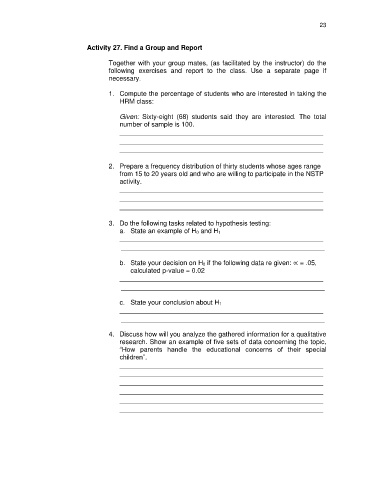 23
Activity 27. Find a Group and Report
Together with your group mates, (as facilitated by the instructor) do the
following exercises and report to the class. Use a separate page if
necessary.
1. Compute the percentage of students who are interested in taking the
HRM class:
Given: Sixty-eight (68) students said they are interested. The total
number of sample is 100.
2. Prepare a frequency distribution of thirty students whose ages range
from 15 to 20 years old and who are willing to participate in the NSTP
activity.
3. Do the following tasks related to hypothesis testing:
a. State an example of H₀ and H₁
b. State your decision on H₀ if the following data re given: ∝ = .05,
calculated p-value = 0.02
c. State your conclusion about H₁
4. Discuss how will you analyze the gathered information for a qualitative
research. Show an example of five sets of data concerning the topic,
“How parents handle the educational concerns of their special
children”.